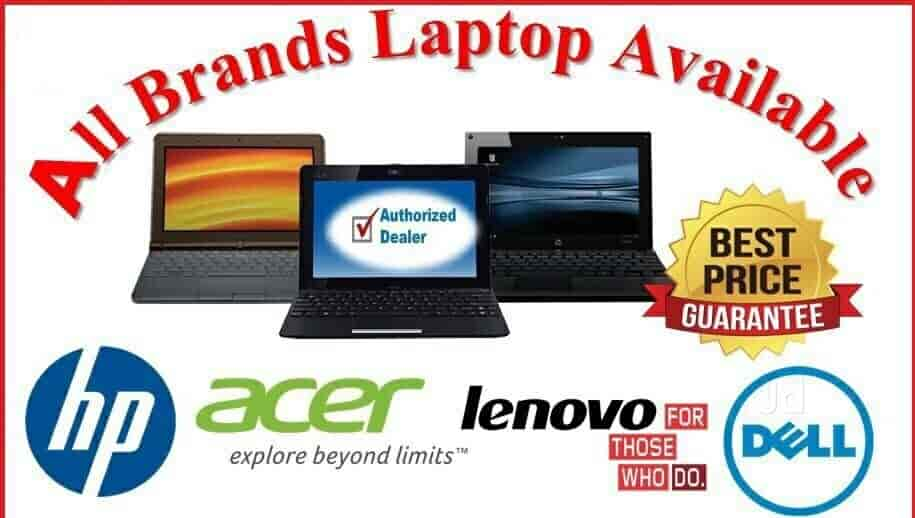 All Brands Laptop Available
Authorized
Dealer
BEST
PRICE
GUARANTEE
hp
acer
explore beyond limits™
lenovo FOR
THOSE
WHO DO.
Jd
DELL